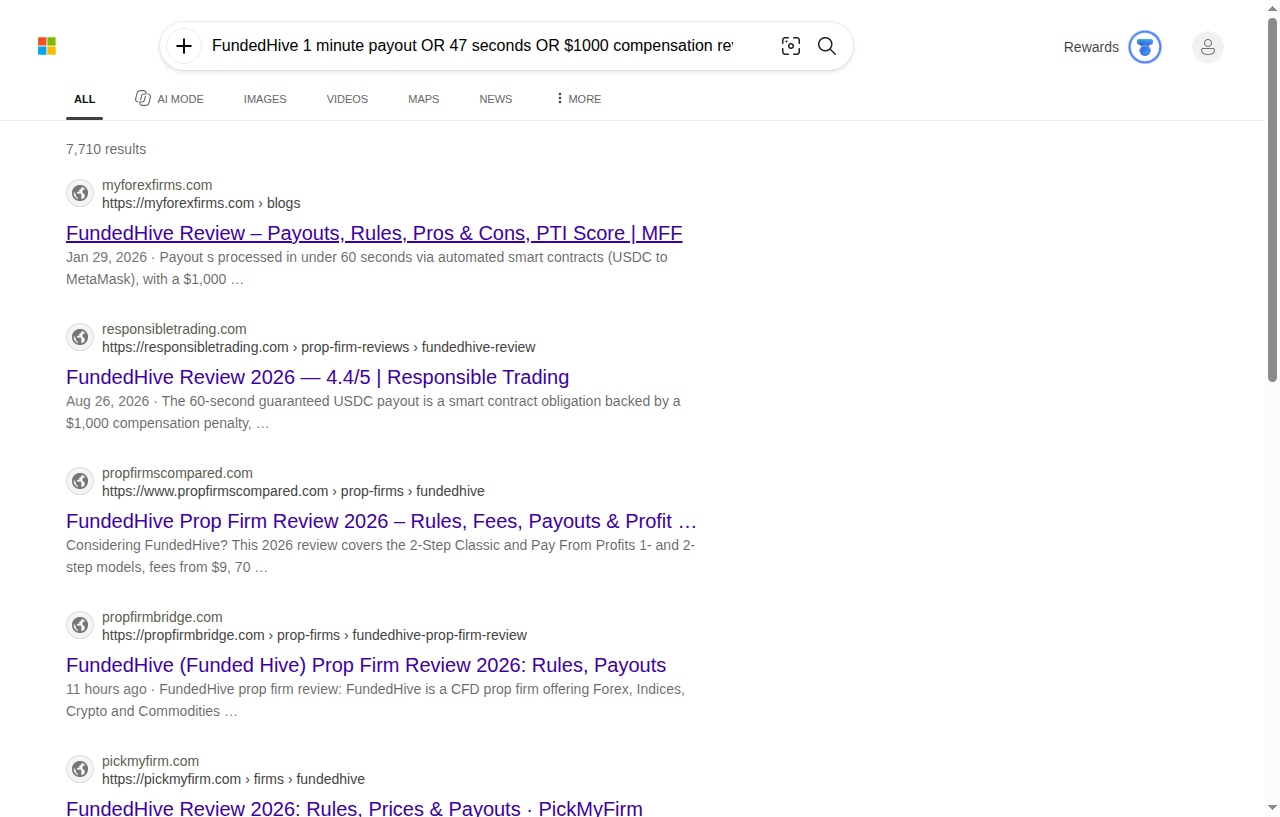 FundedHive 1 minute payout OR 47 seconds OR $1000 compensation re
Rewards
ALL
AI MODE
IMAGES
VIDEOS
MAPS
NEWS
MORE
7,710 results
myforexfirms.com
https://myforexfirms.com › blogs
FundedHive Review – Payouts, Rules, Pros & Cons, PTI Score | MFF
Jan 29, 2026 · Payout s processed in under 60 seconds via automated smart contracts (USDC to
MetaMask), with a $1,000 …
responsibletrading.com
https://responsibletrading.com › prop-firm-reviews › fundedhive-review
FundedHive Review 2026 — 4.4/5 | Responsible Trading
Aug 26, 2026 · The 60-second guaranteed USDC payout is a smart contract obligation backed by a
$1,000 compensation penalty, …
propfirmscompared.com
https://www.propfirmscompared.com › prop-firms › fundedhive
FundedHive Prop Firm Review 2026 – Rules, Fees, Payouts & Profit …
Considering FundedHive? This 2026 review covers the 2-Step Classic and Pay From Profits 1- and 2-
step models, fees from $9, 70 …
propfirmbridge.com
https://propfirmbridge.com › prop-firms › fundedhive-prop-firm-review
FundedHive (Funded Hive) Prop Firm Review 2026: Rules, Payouts
11 hours ago · FundedHive prop firm review: FundedHive is a CFD prop firm offering Forex, Indices,
Crypto and Commodities …
pickmyfirm.com
https://pickmyfirm.com › firms › fundedhive
FundedHive Review 2026: Rules, Prices & Payouts · PickMyFirm